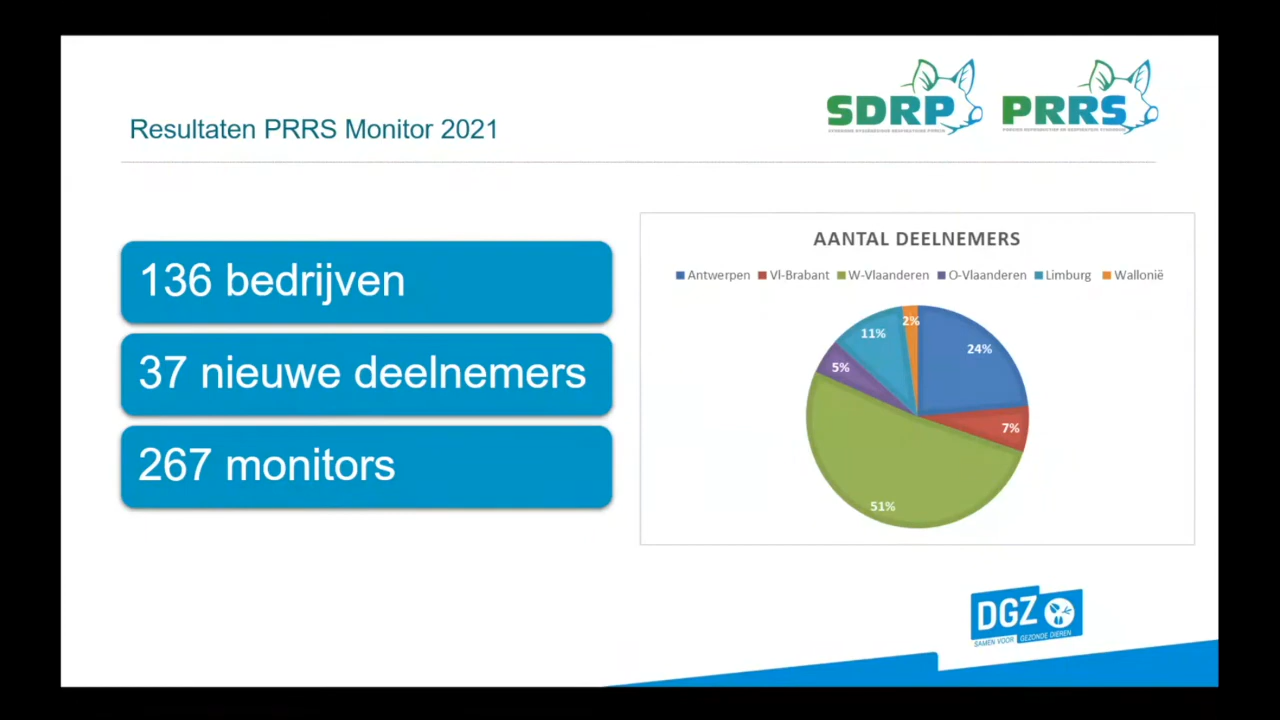 SDRP
PRRS
Resultaten PRRS Monitor 2021
136 bedrijven
37 nieuwe deelnemers
267 monitors
AANTAL DEELNEMERS
Antwerpen Vl-Brabant W-Vlaanderen O-Vlaanderen Limburg Wallonië
2%
11%
24%
5%
7%
51%
DGZ
SAMEN VOOR GEZONDE DIEREN